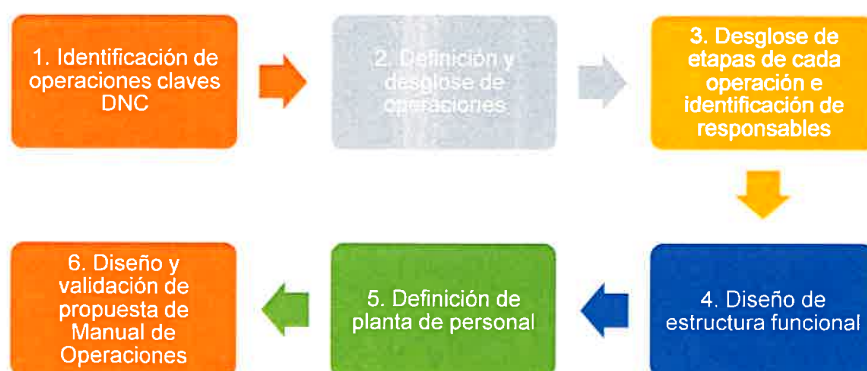 1. Identificación de
operaciones claves
DNC
2. Definición y
desglose de
operaciones
3. Desglose de
etapas de cada
operación e
identificación de
responsables
4. Diseño de
estructura funcional
5. Definición de
planta de personal
6. Diseño y
validación de
propuesta de
Manual de
Operaciones